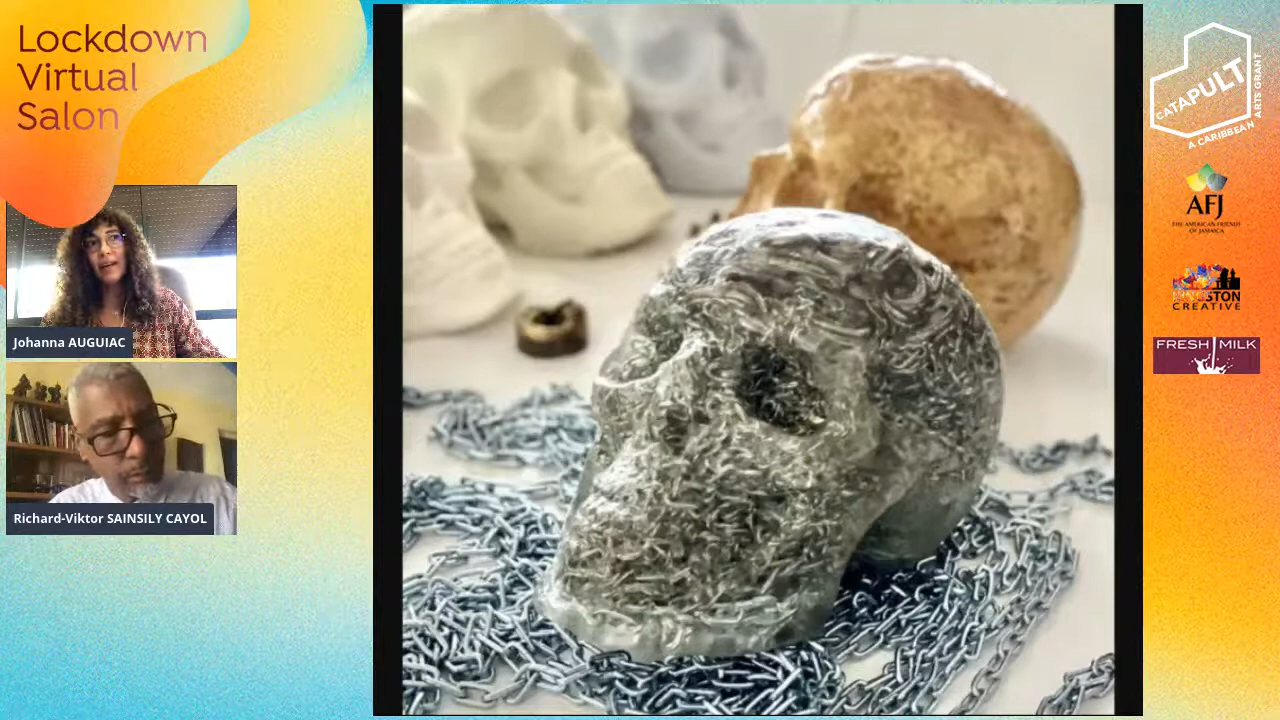 Lockdown
Virtual
Salon
Johanna AUGUIAC
Richard-Viktor SAINSILY CAYOL
CATAPULT
ARTS GRANT
A CARIBBEAN
AFJ
THE AMERICAN FRIENDS
OF JAMAICA
KINGSTON
CREATIVE
FRESH MILK